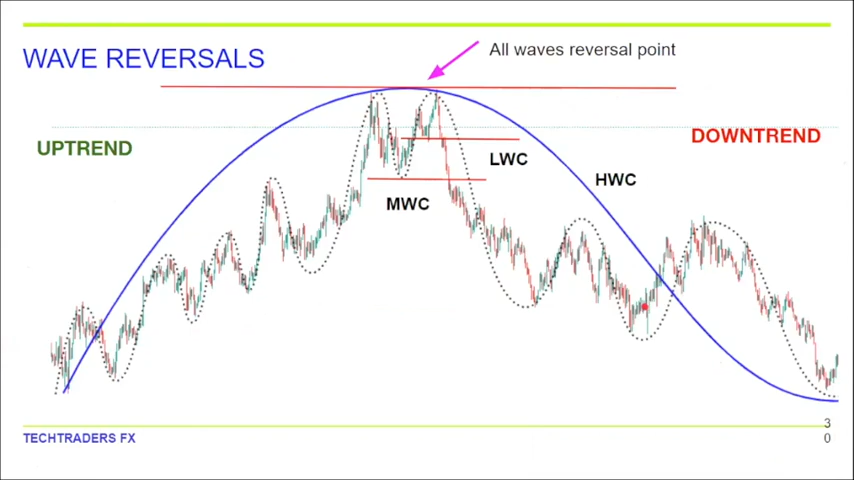 All waves reversal point
WAVE REVERSALS
UPTREND
DOWNTREND
LWC
HWC
MWC
TECHTRADERS FX
3
0